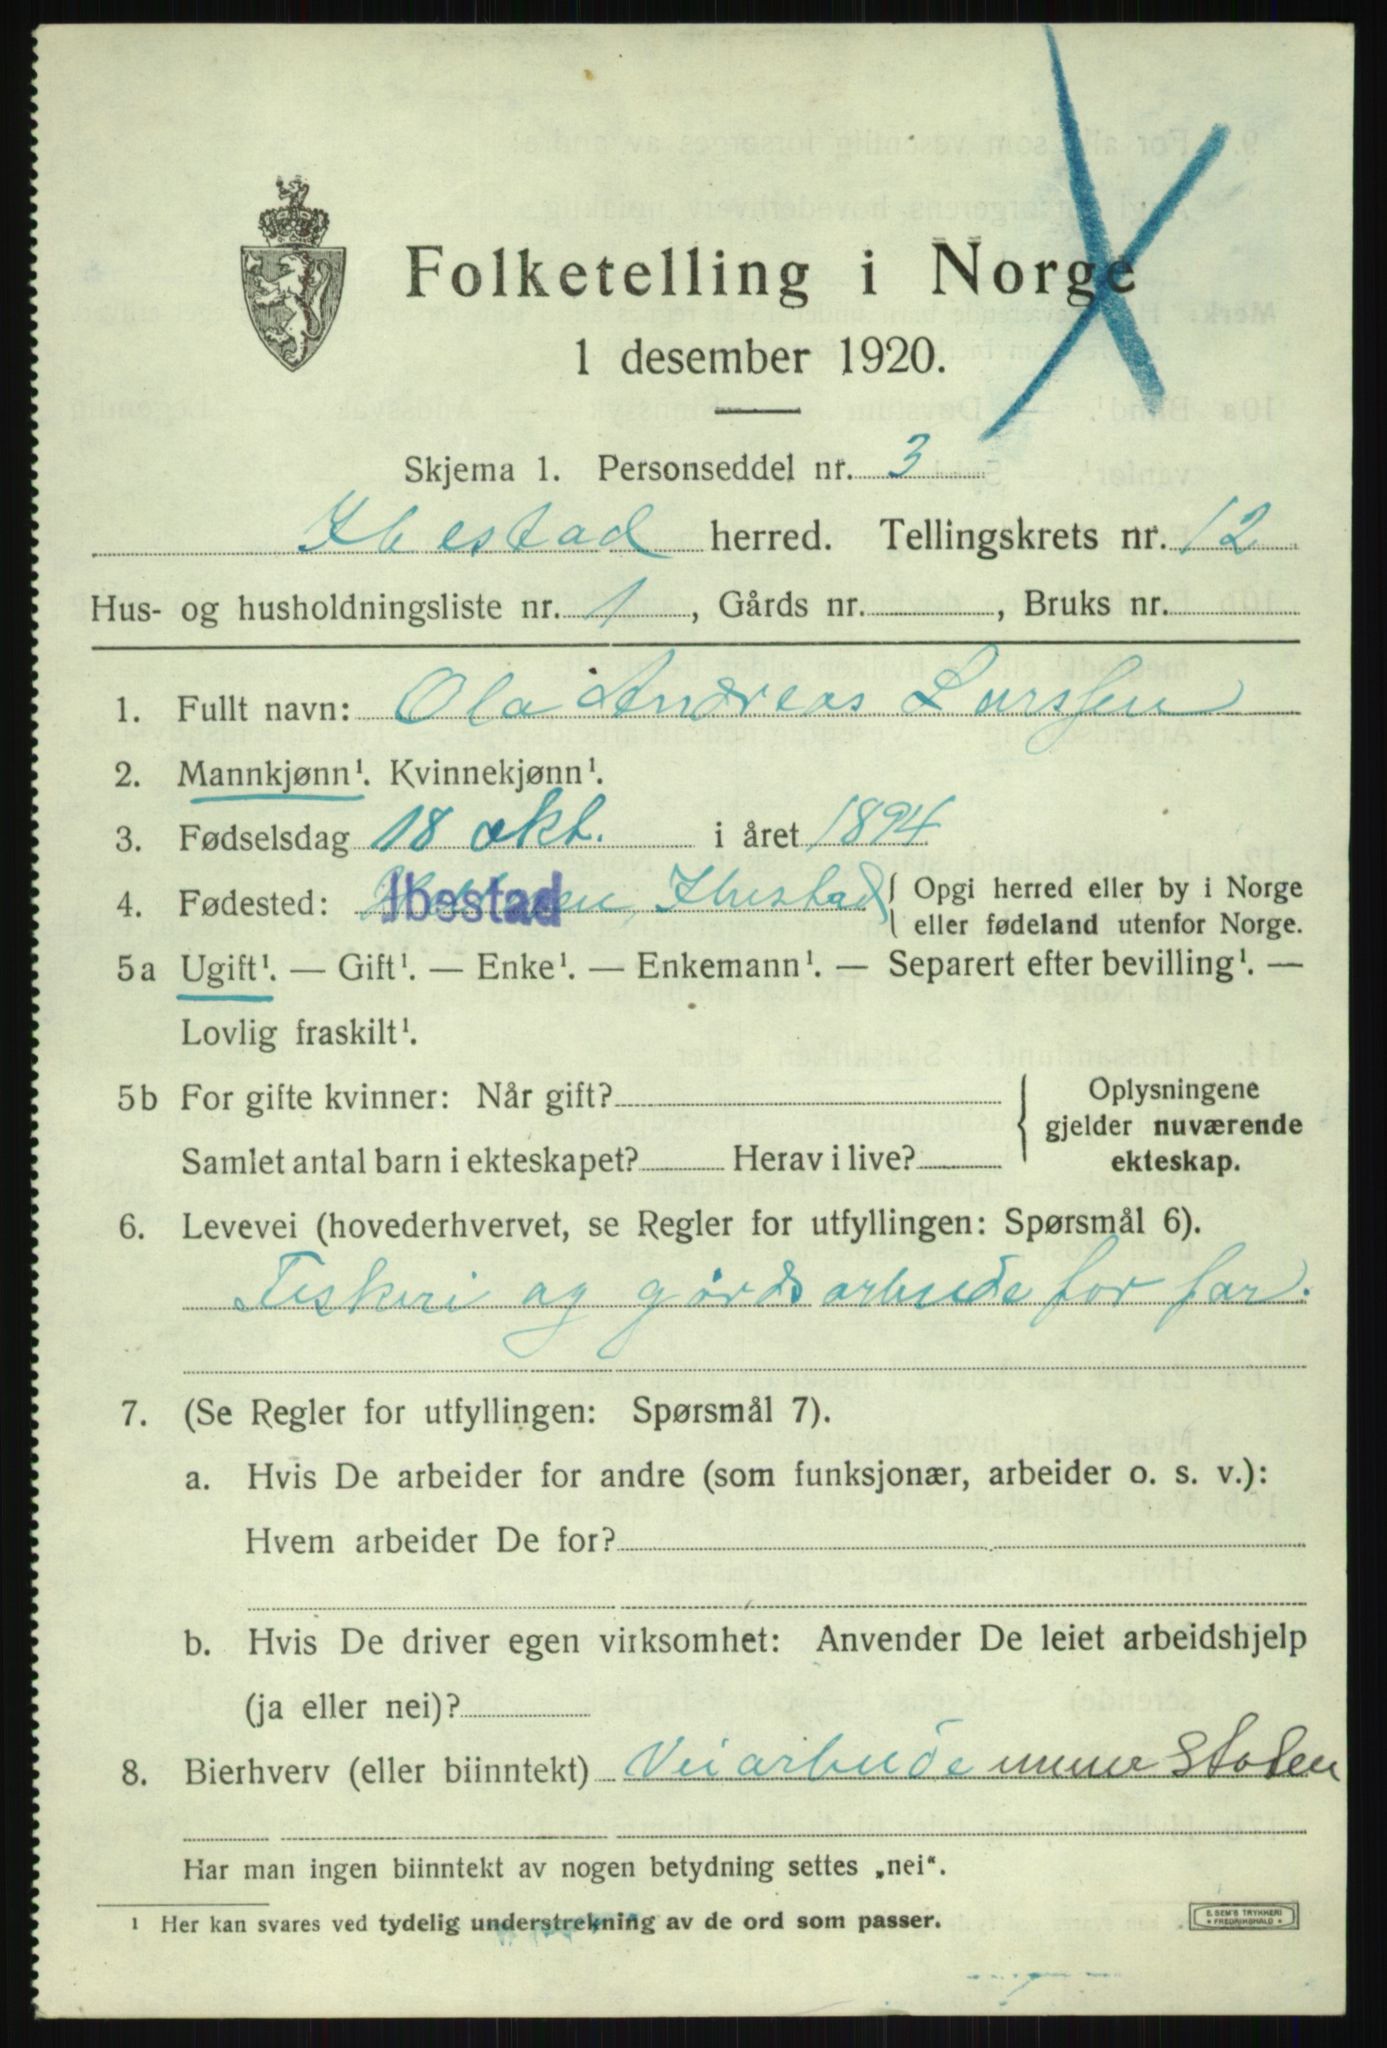 Folketelling i Norge
1 desember 1920.
Skjema 1. Personseddel nr. 3
Ibestad herred. Tellingskrets nr. 12
Hus- og husholdningsliste nr. 1, Gårds nr. , Bruks nr.
1. Fullt navn: Ola Andreas Larssen
2. Mannkjønn¹. Kvinnekjønn¹.
3. Fødselsdag 18 okt. i året 1894
4. Fødested: Ibestad Ibestad { Opgi herred eller by i Norge
eller fødeland utenfor Norge.
5a Ugift¹. — Gift¹. — Enke¹. — Enkemann¹. — Separert efter bevilling¹. —
Lovlig fraskilt¹.
5b For gifte kvinner: Når gift? { Oplysningene
gjelder nuværende
Samlet antal barn i ekteskapet? Herav i live? ekteskap.
6. Levevei (hovederhvervet, se Regler for utfyllingen: Spørsmål 6).
Fiskeri og gårdsarbeide for far.
7. (Se Regler for utfyllingen: Spørsmål 7).
a. Hvis De arbeider for andre (som funksjonær, arbeider o. s. v.):
Hvem arbeider De for?
b. Hvis De driver egen virksomhet: Anvender De leiet arbeidshjelp
(ja eller nei)?
8. Bierhverv (eller biinntekt) Veiarbeide Staten
Har man ingen biinntekt av nogen betydning settes „nei“.
¹ Her kan svares ved tydelig understrekning av de ord som passer.
E. SEM'S TRYKKERI
FREDRIKSHALD